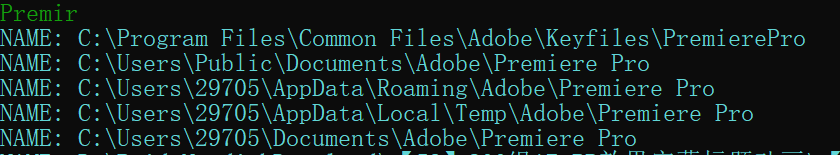 Premir
NAME: C:\Program Files\Common Files\Adobe\Keyfiles\PremierePro
NAME: C:\Users\Public\Documents\Adobe\Premiere Pro
NAME: C:\Users\29705\AppData\Roaming\Adobe\Premiere Pro
NAME: C:\Users\29705\AppData\Local\Temp\Adobe\Premiere Pro
NAME: C:\Users\29705\Documents\Adobe\Premiere Pro